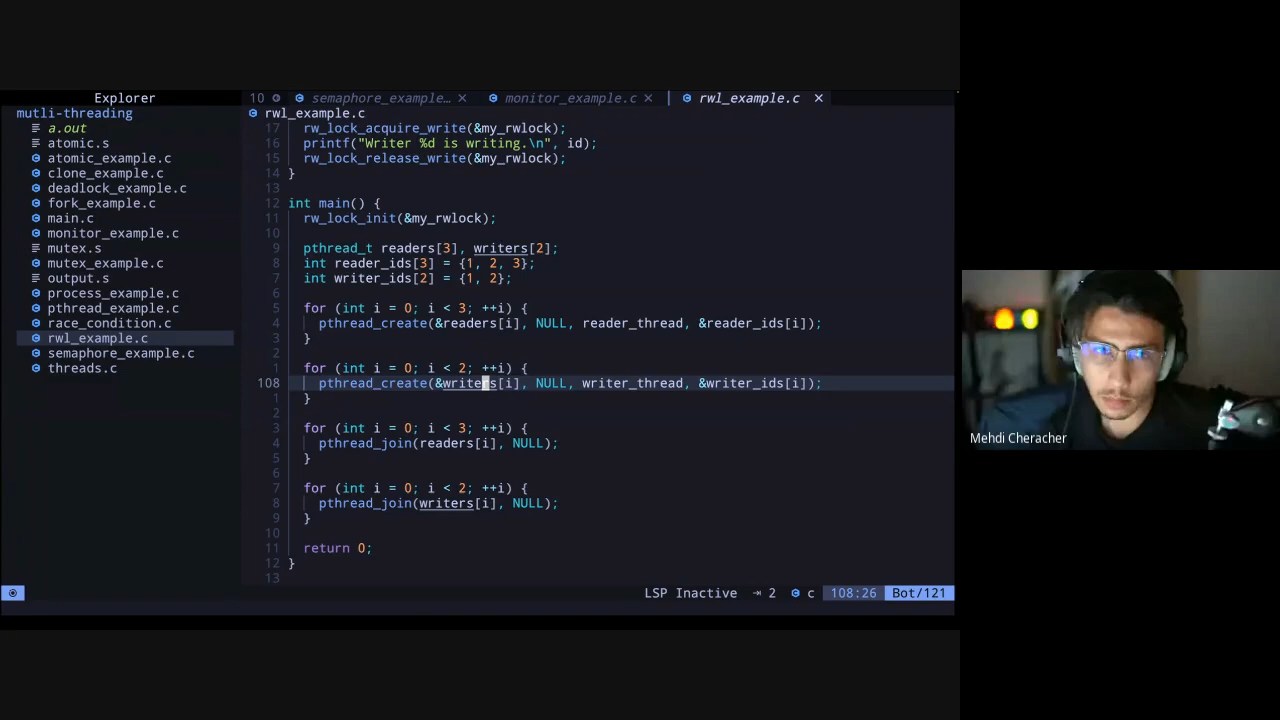 Explorer
mutli-threading
a.out
atomic.s
atomic_example.c
clone_example.c
deadlock_example.c
fork_example.c
main.c
monitor_example.c
mutex.s
mutex_example.c
output.s
process_example.c
pthread_example.c
race_condition.c
rwl_example.c
semaphore_example.c
threads.c
10 semaphore_example… × monitor_example.c × rwl_example.c ×
rwl_example.c
17 rw_lock_acquire_write(&my_rwlock);
16 printf("Writer %d is writing.\n", id);
15 rw_lock_release_write(&my_rwlock);
14 }
13
12 int main() {
11 rw_lock_init(&my_rwlock);
10
9 pthread_t readers[3], writers[2];
8 int reader_ids[3] = {1, 2, 3};
7 int writer_ids[2] = {1, 2};
6
5 for (int i = 0; i < 3; ++i) {
4 pthread_create(&readers[i], NULL, reader_thread, &reader_ids[i]);
3 }
2
1 for (int i = 0; i < 2; ++i) {
108 pthread_create(&writers[i], NULL, writer_thread, &writer_ids[i]);
1 }
2
3 for (int i = 0; i < 3; ++i) {
4 pthread_join(readers[i], NULL);
5 }
6
7 for (int i = 0; i < 2; ++i) {
8 pthread_join(writers[i], NULL);
9 }
10
11 return 0;
12 }
13
LSP Inactive ⇥ 2 c 108:26 Bot/121
Mehdi Cheracher